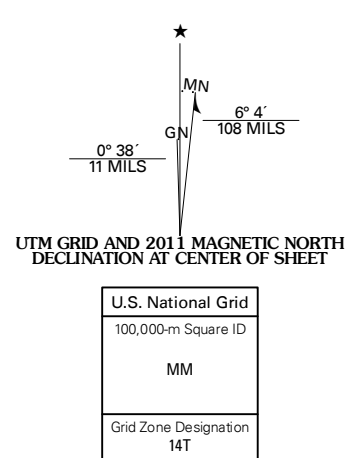 ★
MN
6° 4´
108 MILS
GN
0° 38´
11 MILS
UTM GRID AND 2011 MAGNETIC NORTH
DECLINATION AT CENTER OF SHEET
U.S. National Grid
100,000-m Square ID
MM
Grid Zone Designation
14T